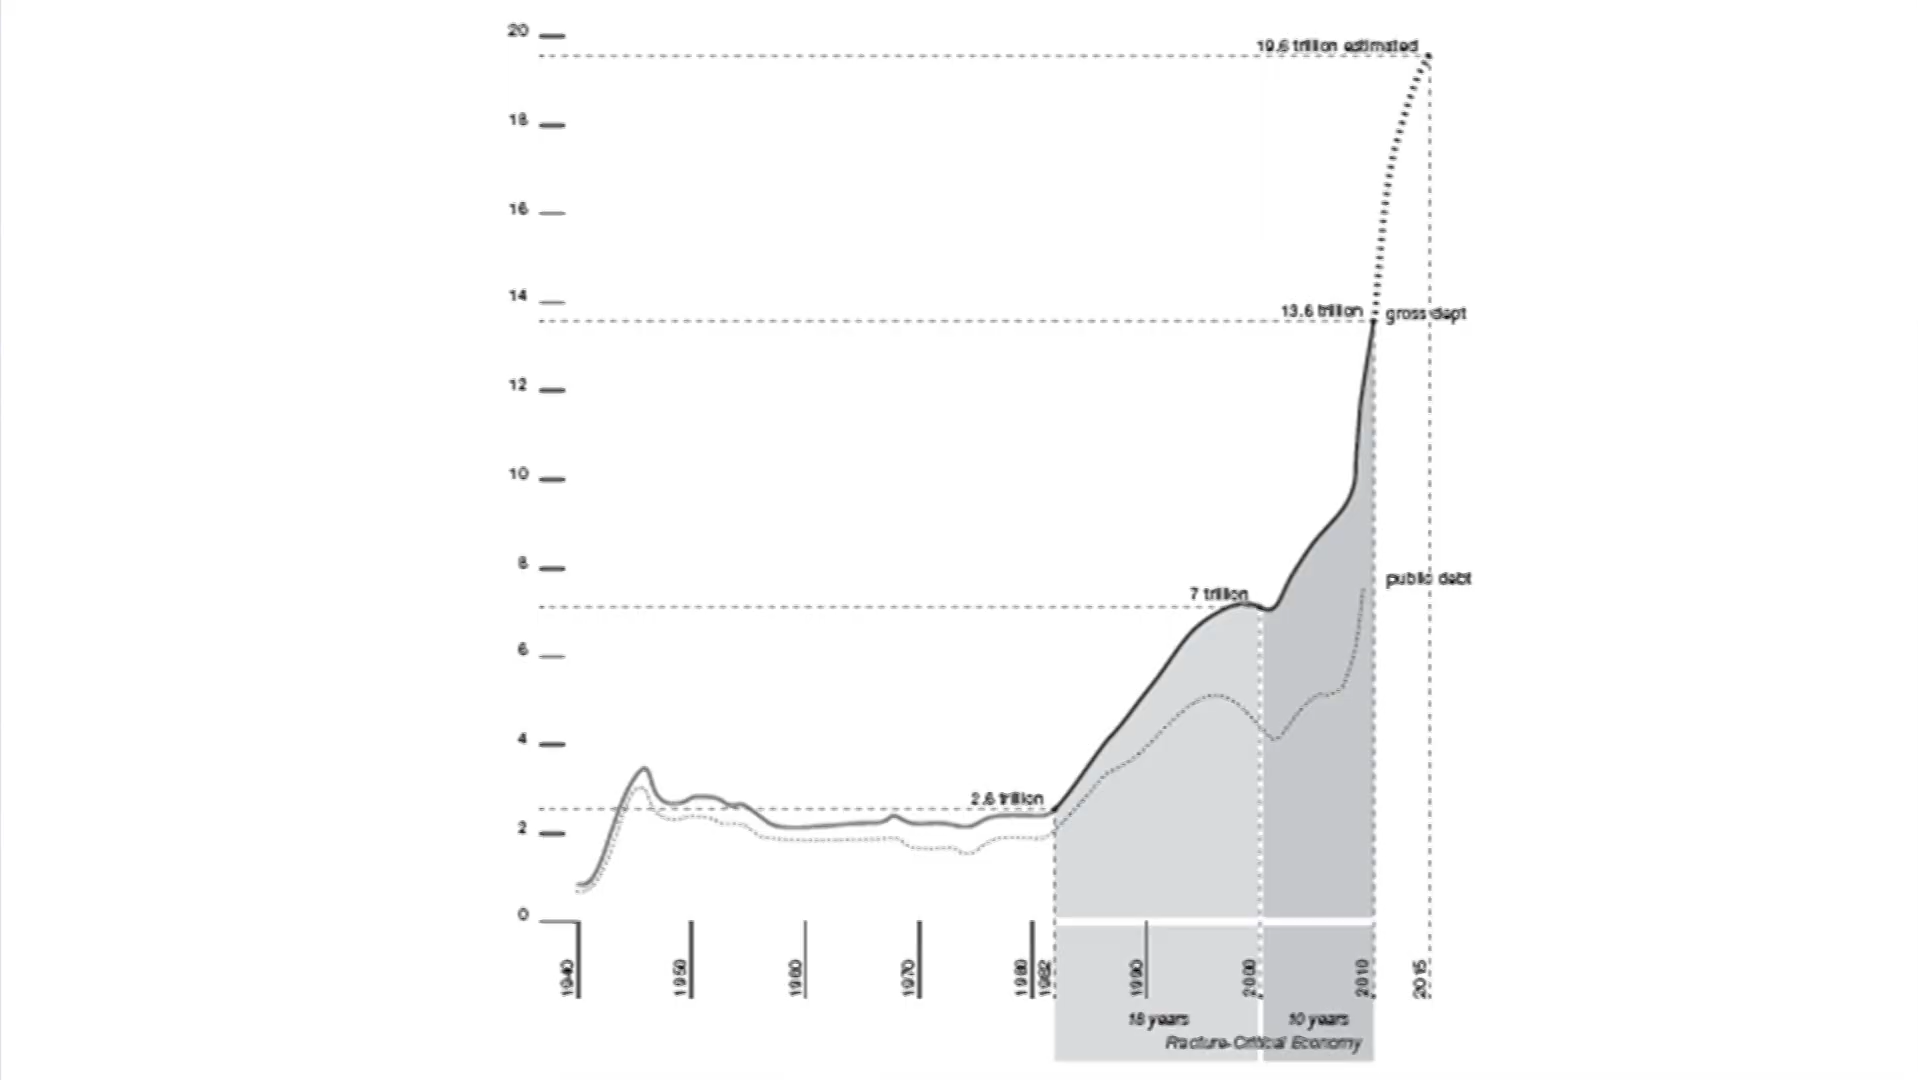 20
19.6 trillion estimated
18
16
14
13.6 trillion
gross dept
12
10
8
public debt
7 trillion
6
4
2.6 trillion
2
0
1940
1950
1960
1970
1980
1982
1990
2000
2010
2015
18 years
10 years
Fracture-Critical Economy